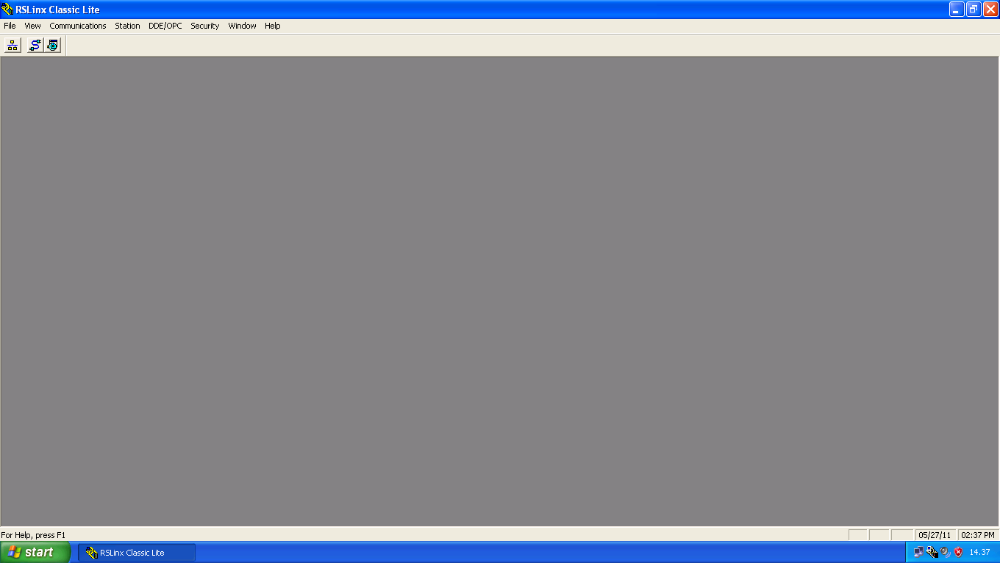 RSLinx Classic Lite
File View Communications Station DDE/OPC Security Window Help
For Help, press F1 05/27/11 02:37 PM
start RSLinx Classic Lite 14.37